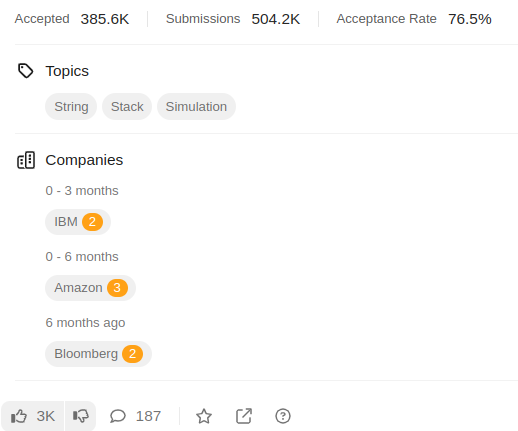 Accepted 385.6K Submissions 504.2K Acceptance Rate 76.5%
Topics
String Stack Simulation
Companies
0 - 3 months
IBM 2
0 - 6 months
Amazon 3
6 months ago
Bloomberg 2
3K 187